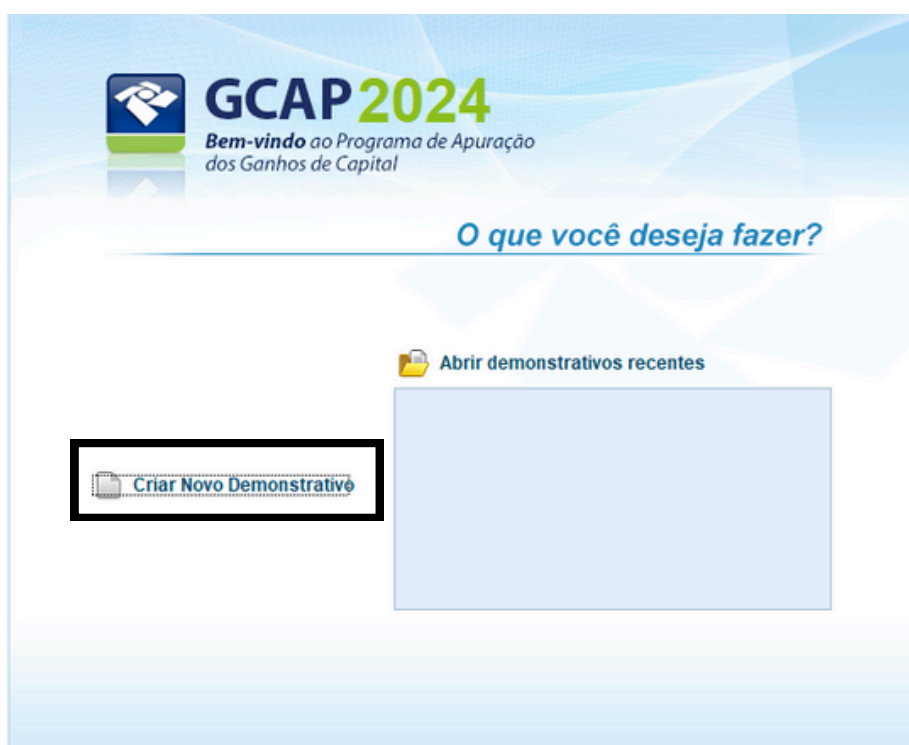 GCAP2024
Bem-vindo ao Programa de Apuração
dos Ganhos de Capital
O que você deseja fazer?
Abrir demonstrativos recentes
Criar Novo Demonstrativo